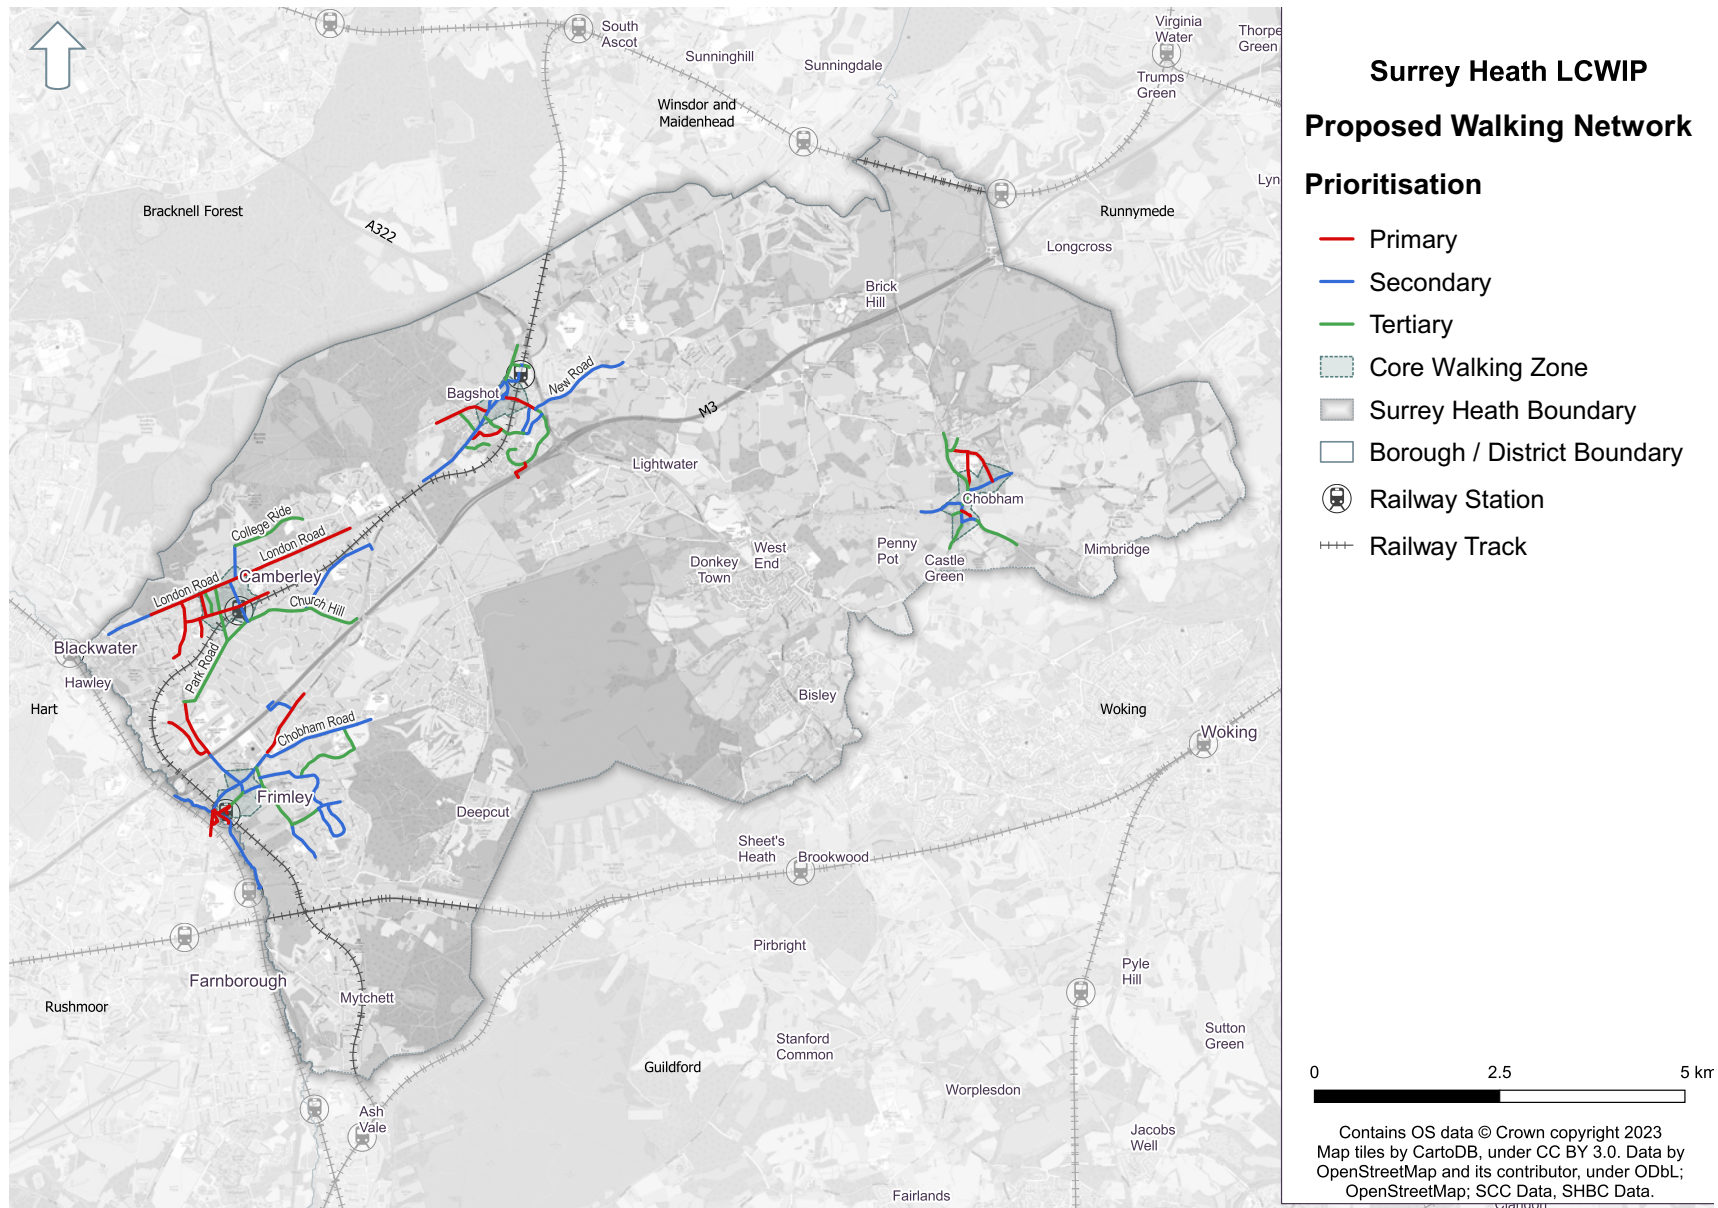 Surrey Heath LCWIP
Proposed Walking Network
Prioritisation
Primary
Secondary
Tertiary
Core Walking Zone
Surrey Heath Boundary
Borough / District Boundary
Railway Station
Railway Track
0 2.5 5 km
Contains OS data © Crown copyright 2023
Map tiles by CartoDB, under CC BY 3.0. Data by
OpenStreetMap and its contributor, under ODbL;
OpenStreetMap; SCC Data, SHBC Data.
South
Ascot
Sunninghill
Sunningdale
Virginia
Water
Thorpe
Green
Trumps
Green
Winsdor and
Maidenhead
Lyn
Bracknell Forest
A322
Runnymede
Longcross
Brick
Hill
Bagshot
New Road
M3
Lightwater
Chobham
College Ride
London Road
Camberley
London Road
Church Hill
Park Road
Donkey
Town
West
End
Penny
Pot
Castle
Green
Mimbridge
Blackwater
Hawley
Hart
Bisley
Woking
Woking
Chobham Road
Frimley
Deepcut
Sheet's
Heath
Brookwood
Pirbright
Farnborough
Rushmoor
Mytchett
Pyle
Hill
Sutton
Green
Stanford
Common
Guildford
Worplesdon
Ash
Vale
Jacobs
Well
Fairlands